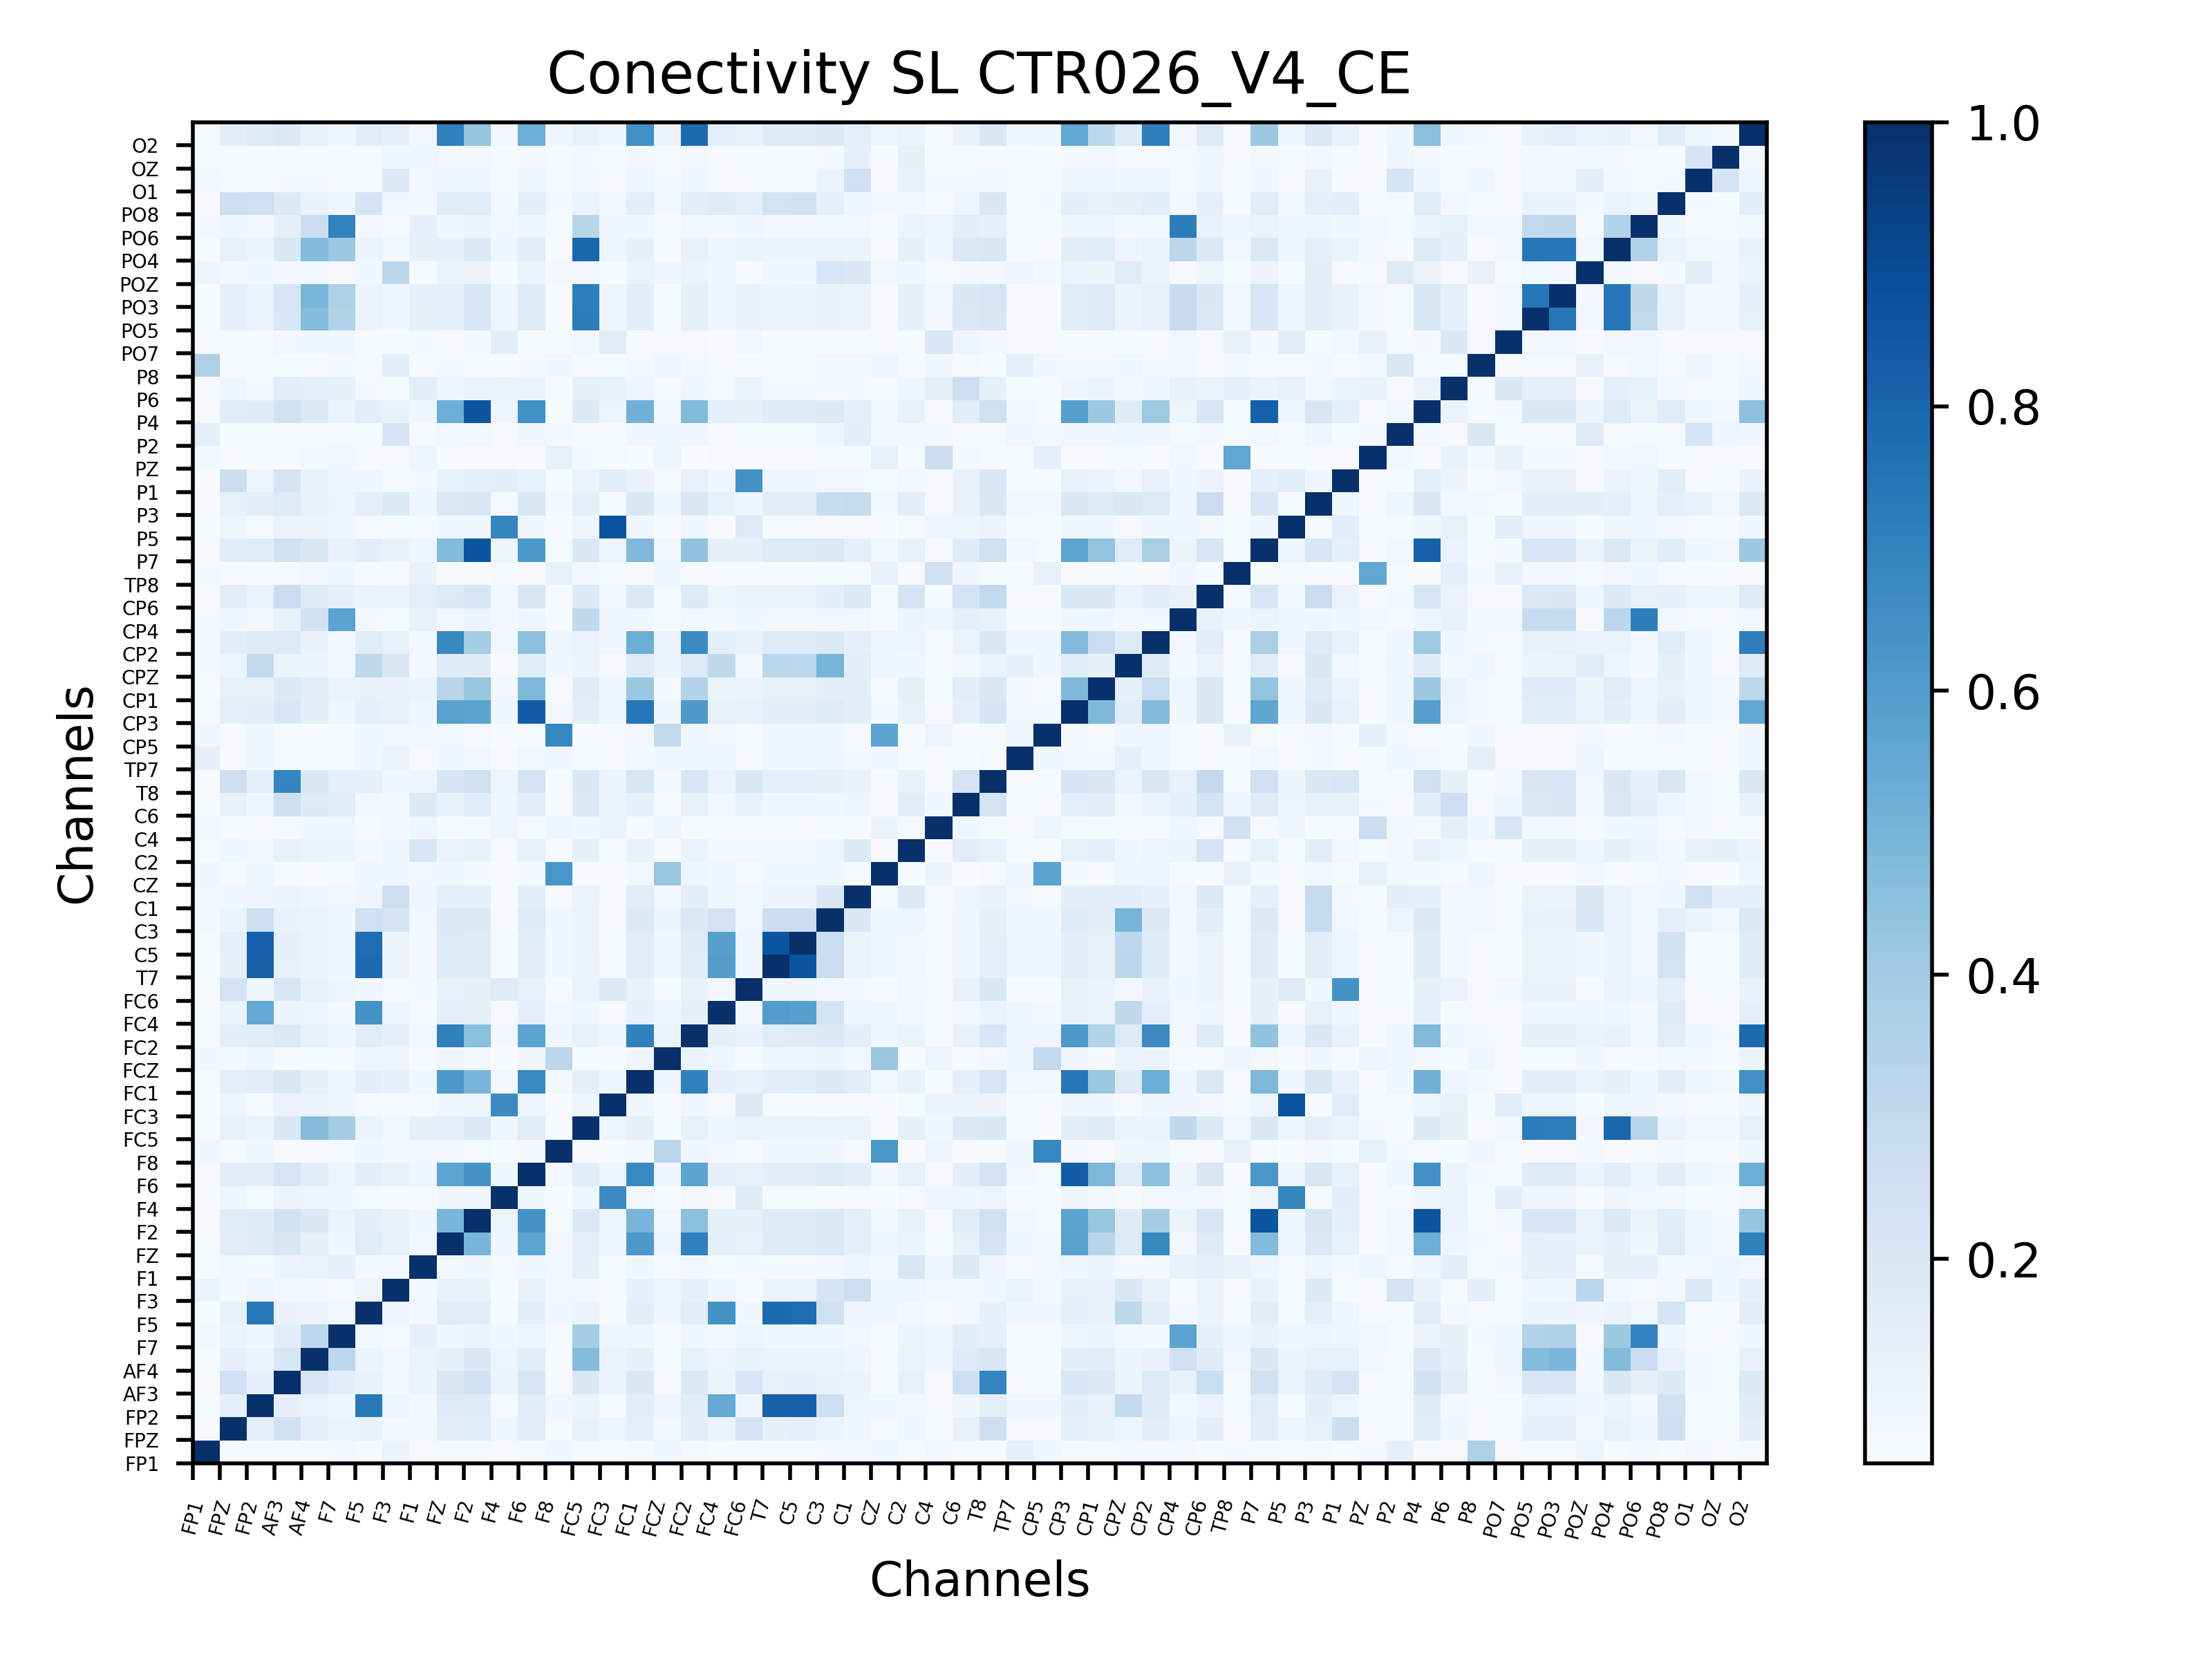 Conectivity SL CTR026_V4_CE
O2
OZ
O1
PO8
PO6
PO4
POZ
PO3
PO5
PO7
P8
P6
P4
P2
PZ
P1
P3
P5
P7
TP8
CP6
CP4
CP2
CPZ
CP1
CP3
CP5
TP7
T8
C6
C4
C2
CZ
C1
C3
C5
T7
FC6
FC4
FC2
FCZ
FC1
FC3
FC5
F8
F6
F4
F2
FZ
F1
F3
F5
F7
AF4
AF3
FP2
FPZ
FP1
Channels
FP1 FPZ FP2 AF3 AF4 F7 F5 F3 F1 FZ F2 F4 F6 F8 FC5 FC3 FC1 FCZ FC2 FC4 FC6 T7 C5 C3 C1 CZ C2 C4 C6 T8 TP7 CP5 CP3 CP1 CPZ CP2 CP4 CP6 TP8 P7 P5 P3 P1 PZ P2 P4 P6 P8 PO7 PO5 PO3 POZ PO4 PO6 PO8 O1 OZ O2
Channels
1.0
0.8
0.6
0.4
0.2